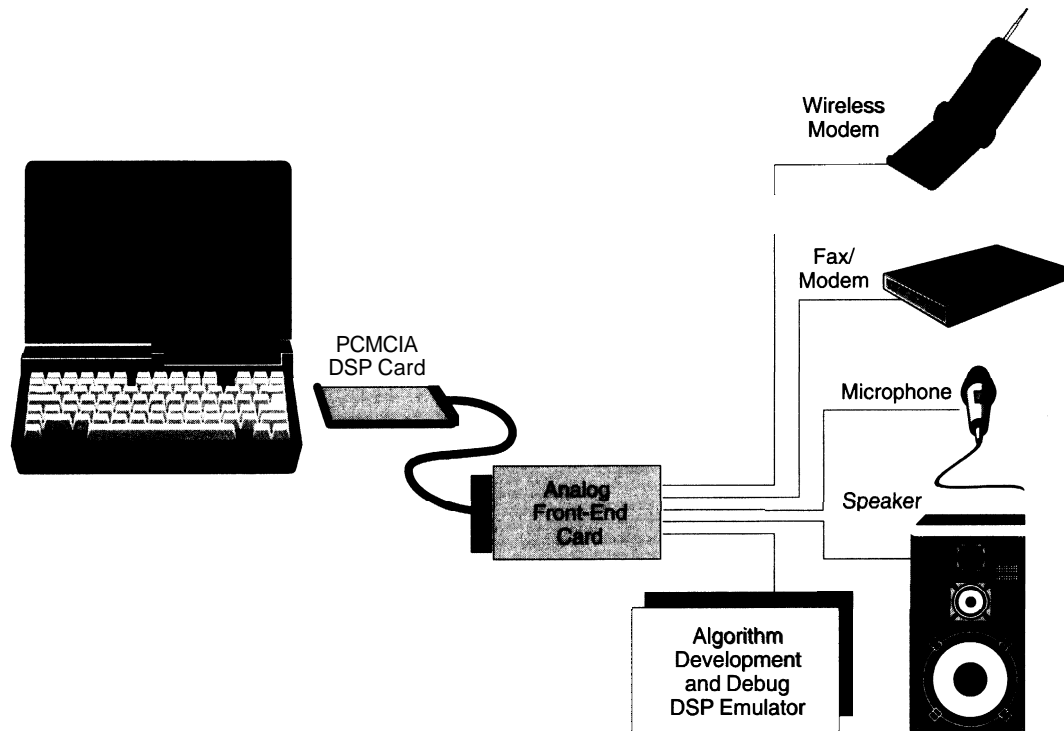 Wireless
Modem
Fax/
Modem
PCMCIA
DSP Card
Microphone
Analog
Front-End
Card
Speaker
Algorithm
Development
and Debug
DSP Emulator